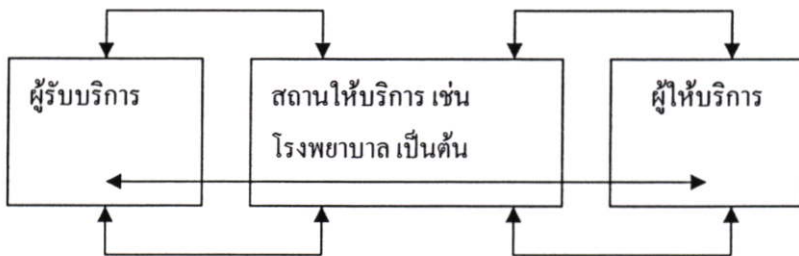 ผู้รับบริการ
สถานให้บริการ เช่น
โรงพยาบาล เป็นต้น
ผู้ให้บริการ